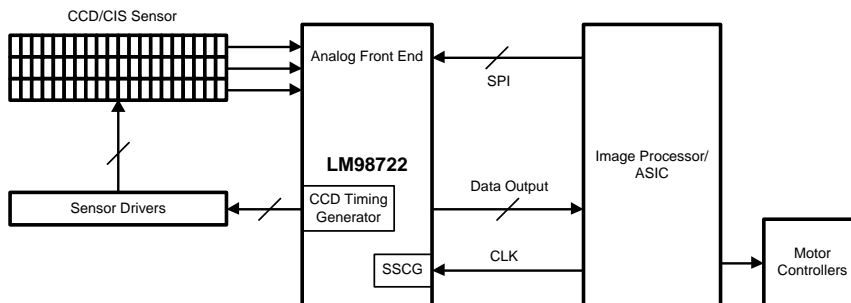 CCD/CIS Sensor
Analog Front End
SPI
LM98722
Image Processor/
ASIC
CCD Timing
Generator
Sensor Drivers
Data Output
SSCG
CLK
Motor
Controllers